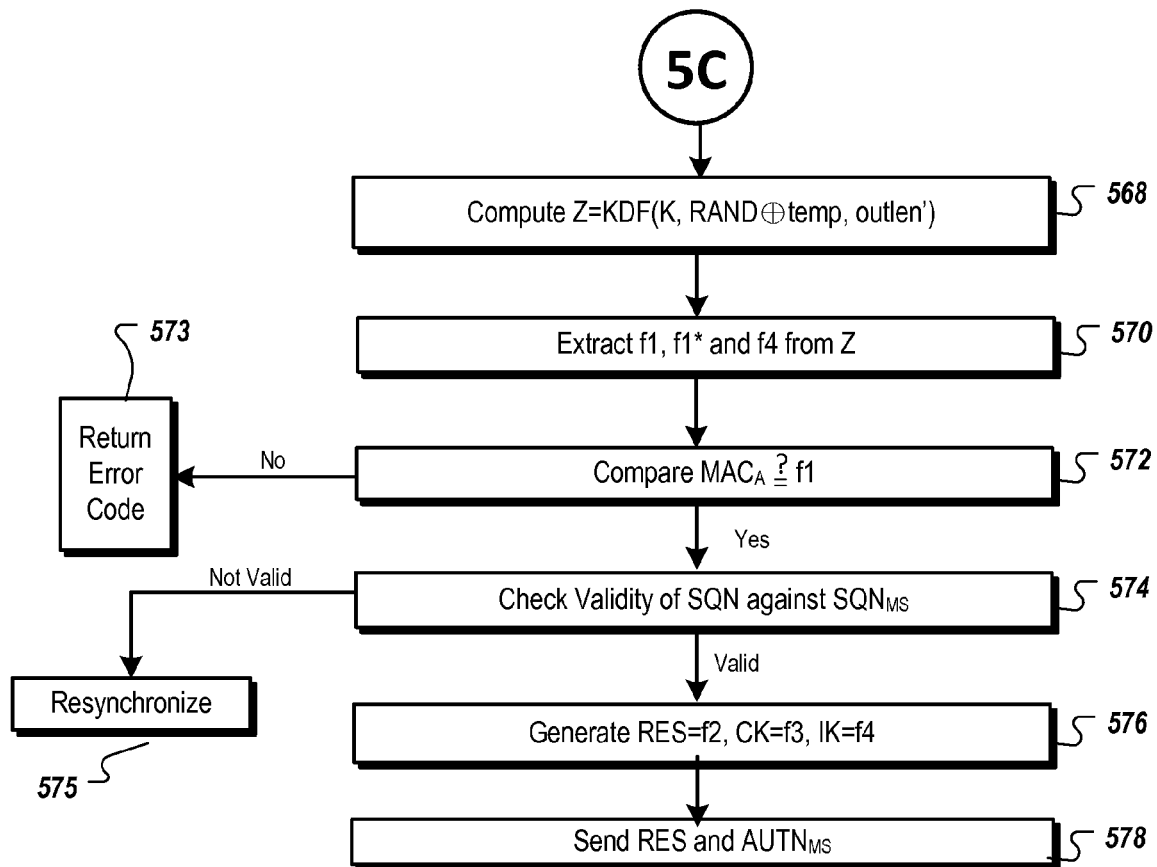 5C
Compute Z=KDF(K, RAND⊕temp, outlen’)
568
Extract f1, f1* and f4 from Z
570
573
Return
Error
Code
No
Compare MACA ≟ f1
572
Yes
Not Valid
Check Validity of SQN against SQNMS
574
Valid
Resynchronize
575
Generate RES=f2, CK=f3, IK=f4
576
Send RES and AUTNMS
578